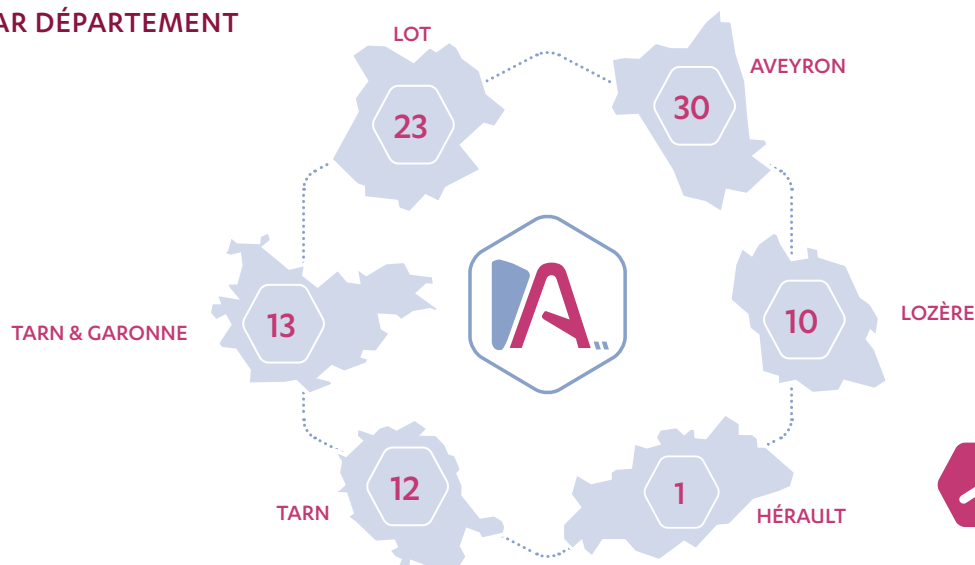 AR DÉPARTEMENT
LOT
23
AVEYRON
30
TARN & GARONNE
13
A
LOZÈRE
10
TARN
12
HÉRAULT
1